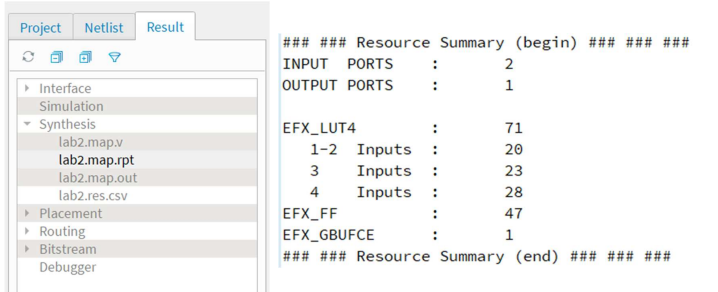 Project Netlist Result
Interface
Simulation
Synthesis
lab2.map.v
lab2.map.rpt
lab2.map.out
lab2.res.csv
Placement
Routing
Bitstream
Debugger
### ### Resource Summary (begin) ### ### ###
INPUT  PORTS    :       2
OUTPUT PORTS    :       1
EFX_LUT4        :       71
   1-2  Inputs  :       20
   3    Inputs  :       23
   4    Inputs  :       28
EFX_FF          :       47
EFX_GBUFCE      :       1
### ### Resource Summary (end) ### ### ###